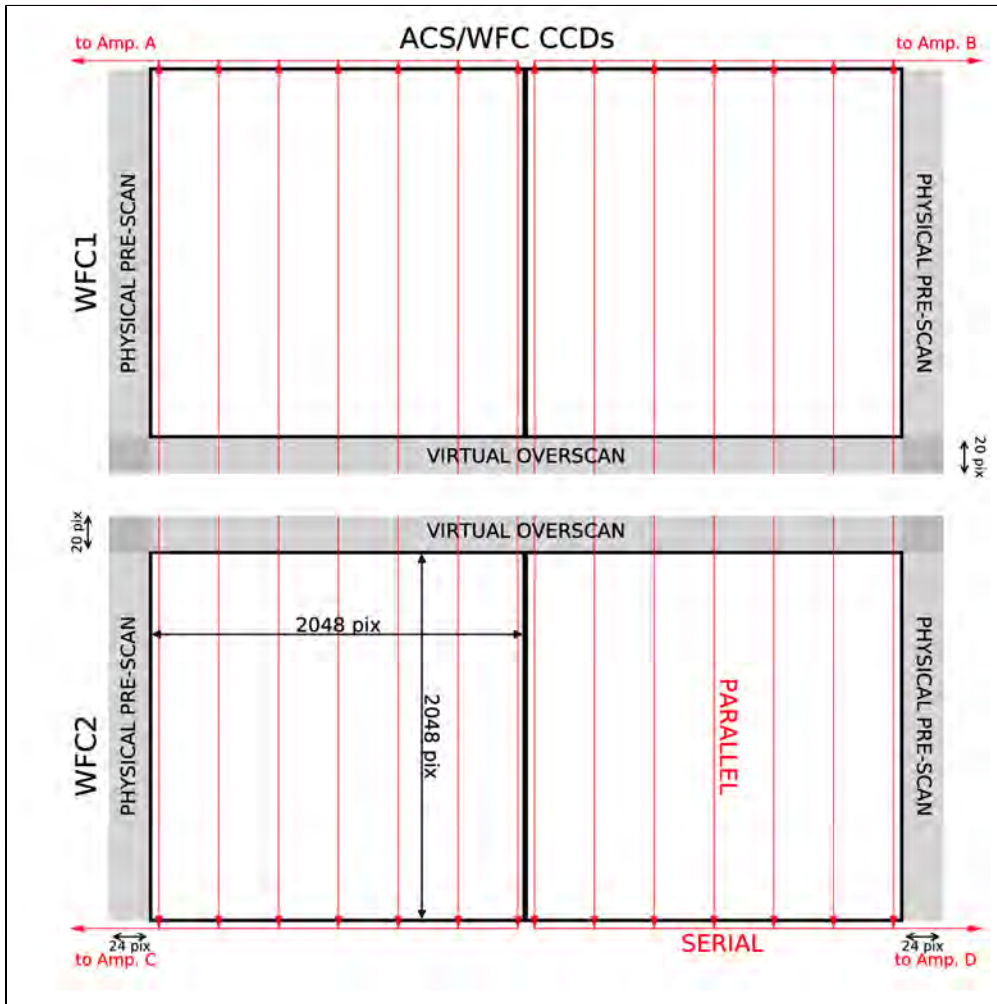 ACS/WFC CCDs
to Amp. A
to Amp. B
WFC1
PHYSICAL PRE-SCAN
PHYSICAL PRE-SCAN
VIRTUAL OVERSCAN
20 pix
20 pix
VIRTUAL OVERSCAN
WFC2
PHYSICAL PRE-SCAN
2048 pix
2048 pix
PARALLEL
PHYSICAL PRE-SCAN
24 pix
SERIAL
24 pix
to Amp. C
to Amp. D